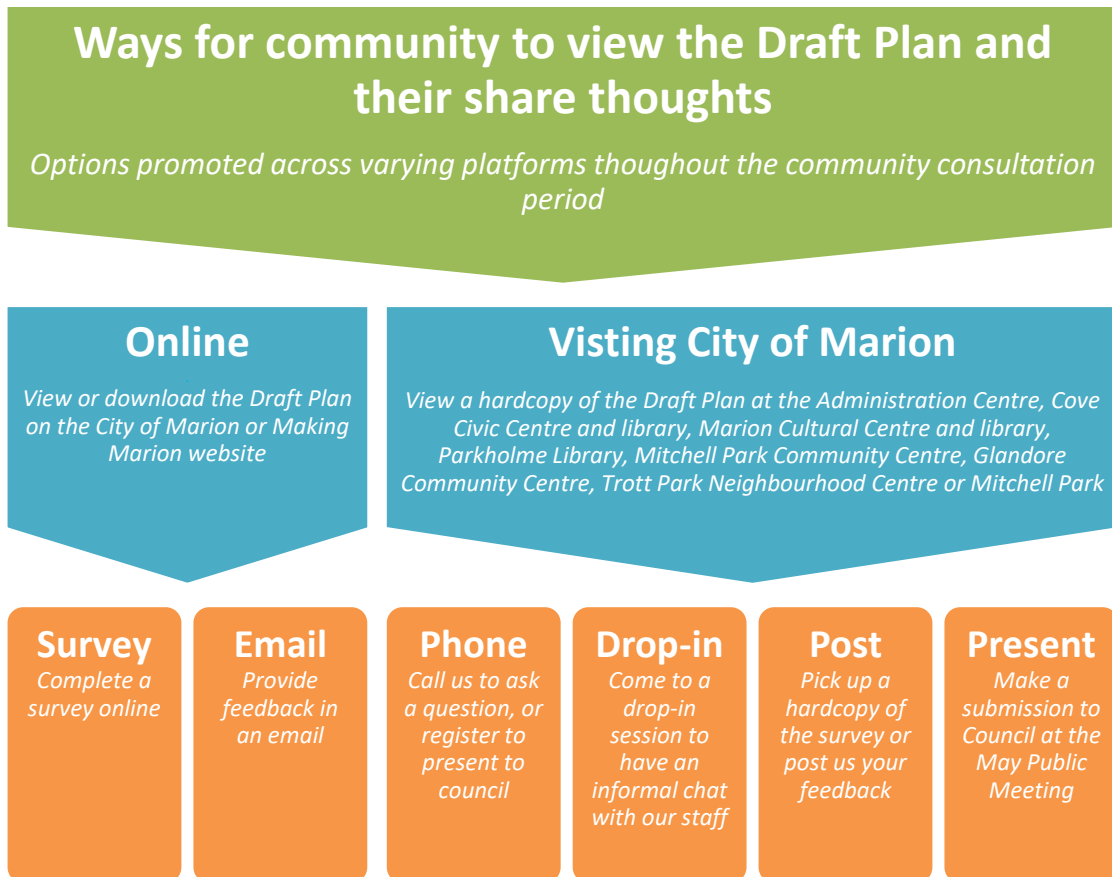 Ways for community to view the Draft Plan and
their share thoughts
Options promoted across varying platforms thoughout the community consultation
period
Online
View or download the Draft Plan
on the City of Marion or Making
Marion website
Visting City of Marion
View a hardcopy of the Draft Plan at the Administration Centre, Cove
Civic Centre and library, Marion Cultural Centre and library,
Parkholme Library, Mitchell Park Community Centre, Glandore
Community Centre, Trott Park Neighbourhood Centre or Mitchell Park
Survey
Complete a
survey online
Email
Provide
feedback in
an email
Phone
Call us to ask
a question, or
register to
present to
council
Drop-in
Come to a
drop-in
session to
have an
informal chat
with our staff
Post
Pick up a
hardcopy of
the survey or
post us your
feedback
Present
Make a
submission to
Council at the
May Public
Meeting